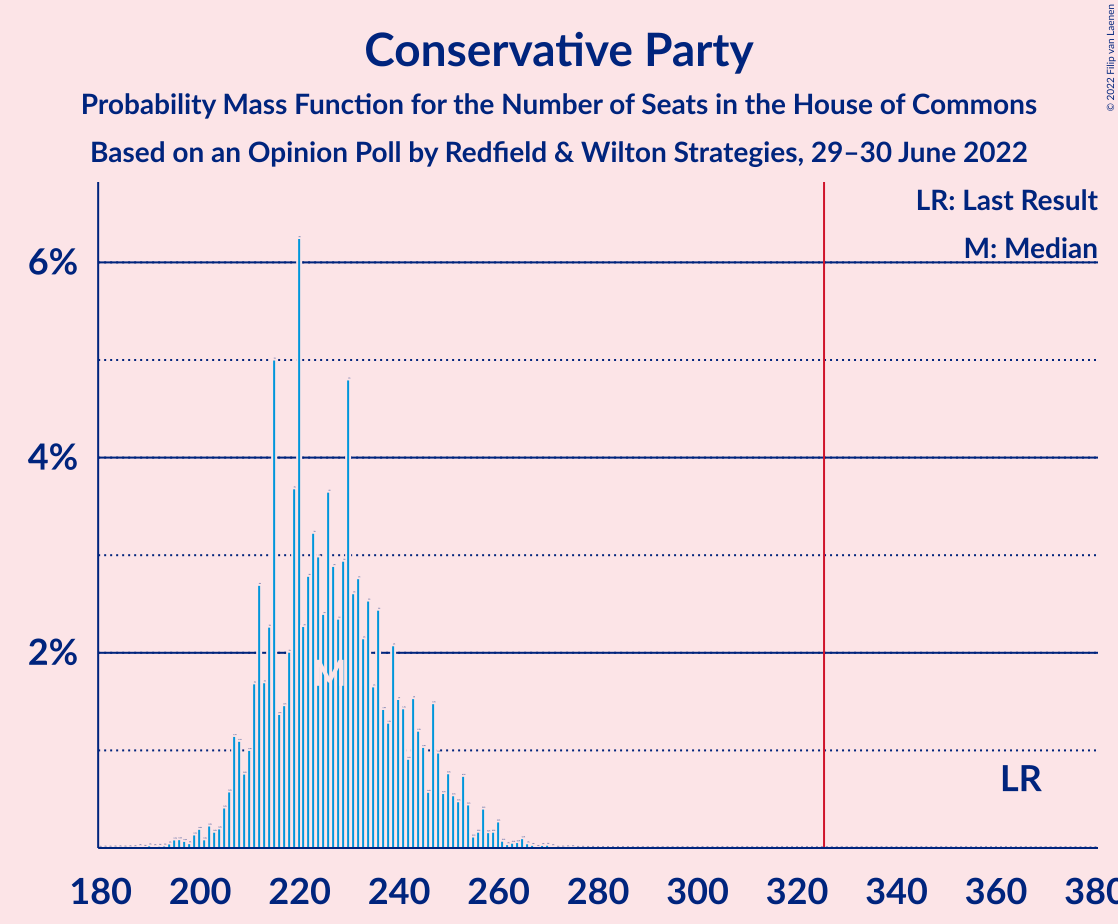 Conservative Party
Probability Mass Function for the Number of Seats in the House of Commons
Based on an Opinion Poll by Redfield & Wilton Strategies, 29–30 June 2022
© 2022 Filip van Laenen
LR: Last Result
M: Median
6%
4%
2%
M
LR
180 200 220 240 260 280 300 320 340 360 380